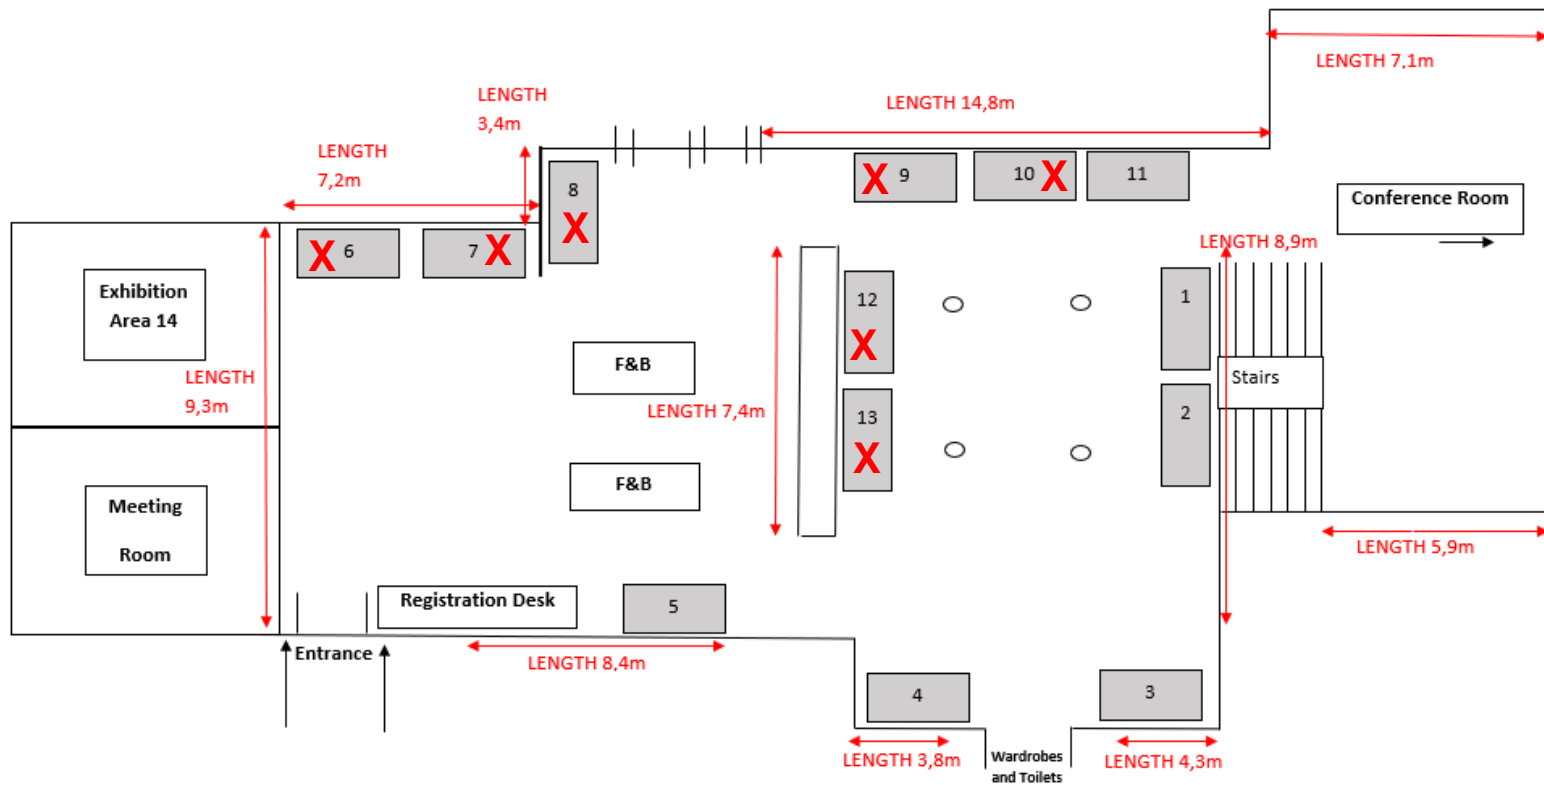 LENGTH 7,1m
LENGTH
3,4m
LENGTH 14,8m
LENGTH
7,2m
8
X
X 9
10 X
11
Conference Room
X 6
7 X
LENGTH 8,9m
Exhibition
Area 14
12
X
1
F&B
Stairs
LENGTH
9,3m
LENGTH 7,4m
13
X
2
F&B
Meeting
Room
LENGTH 5,9m
Registration Desk
5
Entrance
LENGTH 8,4m
4
3
LENGTH 3,8m
Wardrobes
and Toilets
LENGTH 4,3m